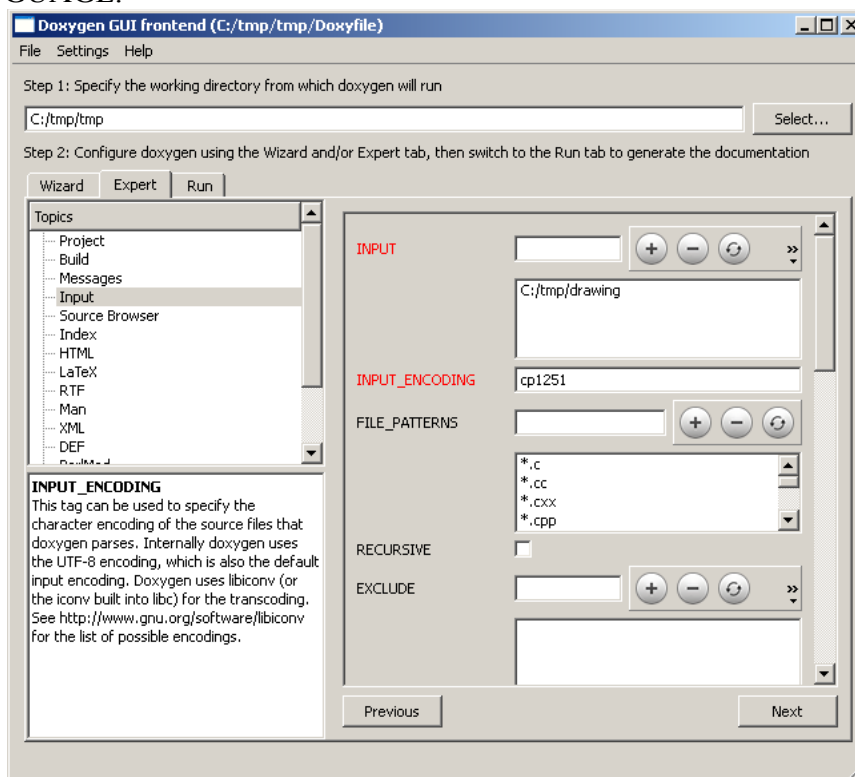 Doxygen GUI frontend (C:/tmp/tmp/Doxyfile)
File Settings Help
Step 1: Specify the working directory from which doxygen will run
C:/tmp/tmp
Select...
Step 2: Configure doxygen using the Wizard and/or Expert tab, then switch to the Run tab to generate the documentation
Wizard Expert Run
Topics
Project
Build
Messages
Input
Source Browser
Index
HTML
LaTeX
RTF
Man
XML
DEF
INPUT_ENCODING
This tag can be used to specify the
character encoding of the source files that
doxygen parses. Internally doxygen uses
the UTF-8 encoding, which is also the default
input encoding. Doxygen uses libiconv (or
the iconv built into libc) for the transcoding.
See http://www.gnu.org/software/libiconv
for the list of possible encodings.
INPUT
C:/tmp/drawing
INPUT_ENCODING
cp1251
FILE_PATTERNS
*.c
*.cc
*.cxx
*.cpp
RECURSIVE
EXCLUDE
Previous
Next